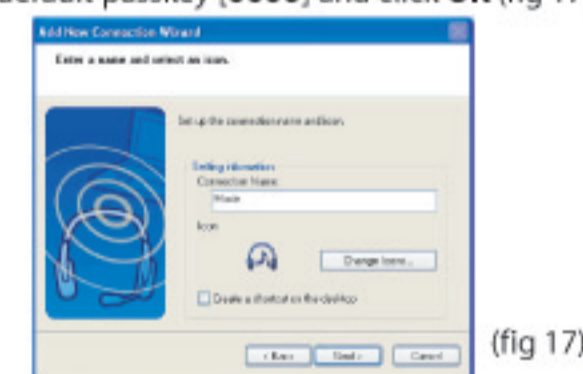 default passkey [0000] and click OK (fig 17
Add New Connection Wizard
Enter a name and select an icon.
Set up the connection name and icon.
Setting information
Connection Name:
Music
Icon
Change Icons...
Create a shortcut on the desktop
< Back Next > Cancel
(fig 17)